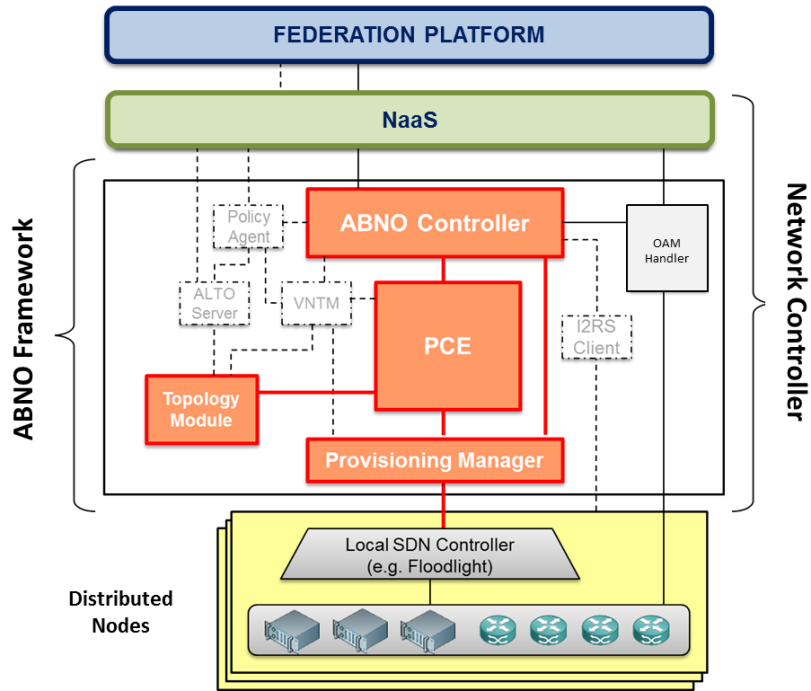 FEDERATION PLATFORM
NaaS
ABNO Framework
Network Controller
Policy
Agent
ABNO Controller
OAM
Handler
ALTO
Server
VNTM
PCE
I2RS
Client
Topology
Module
Provisioning Manager
Local SDN Controller
(e.g. Floodlight)
Distributed
Nodes